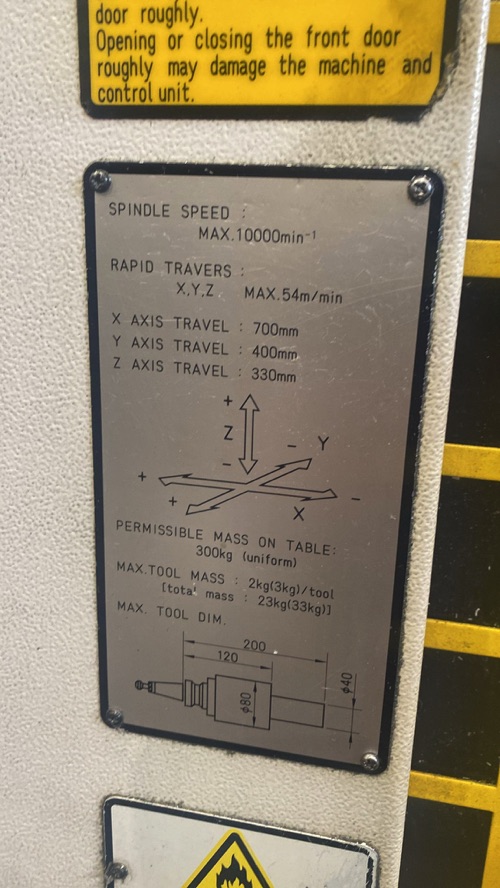 door roughly.
Opening or closing the front door
roughly may damage the machine and
control unit.
SPINDLE SPEED :
MAX.10000min⁻¹
RAPID TRAVERS :
X,Y,Z MAX.54m/min
X AXIS TRAVEL : 700mm
Y AXIS TRAVEL : 400mm
Z AXIS TRAVEL : 330mm
+
Z
- Y
-
+
+
-
X
PERMISSIBLE MASS ON TABLE:
300kg (uniform)
MAX.TOOL MASS : 2kg(3kg)/tool
[total mass : 23kg(33kg)]
MAX. TOOL DIM.
200
120
φ80
φ40